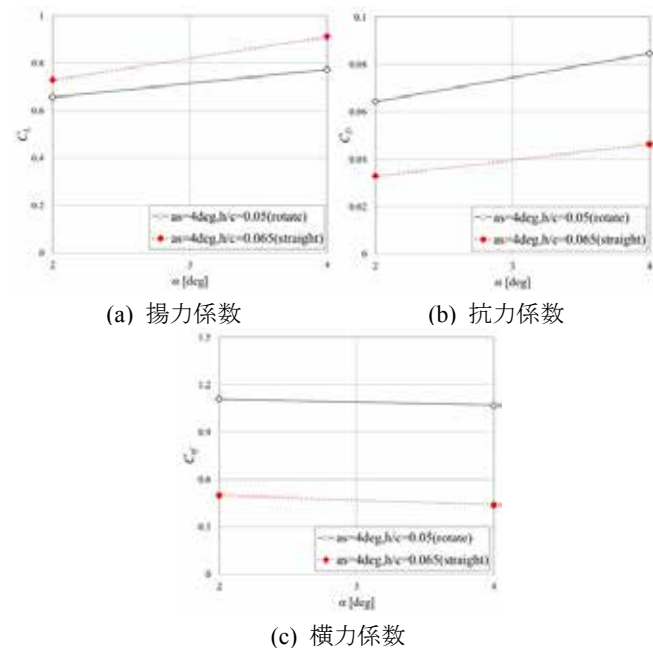 1
0.8
0.6
0.4
0.2
0
C_L
as=4deg,h/c=0.05(rotate)
as=4deg,h/c=0.065(straight)
2
3
4
α [deg]
(a) 揚力係数
0.1
0.08
0.06
0.02
0
C_D
as=4deg,h/c=0.05(rotate)
as=4deg,h/c=0.065(straight)
2
3
4
α [deg]
(b) 抗力係数
1.2
0.9
0.6
0.3
0
as=4deg,h/c=0.05(rotate)
as=4deg,h/c=0.065(straight)
2
3
4
α [deg]
(c) 横力係数